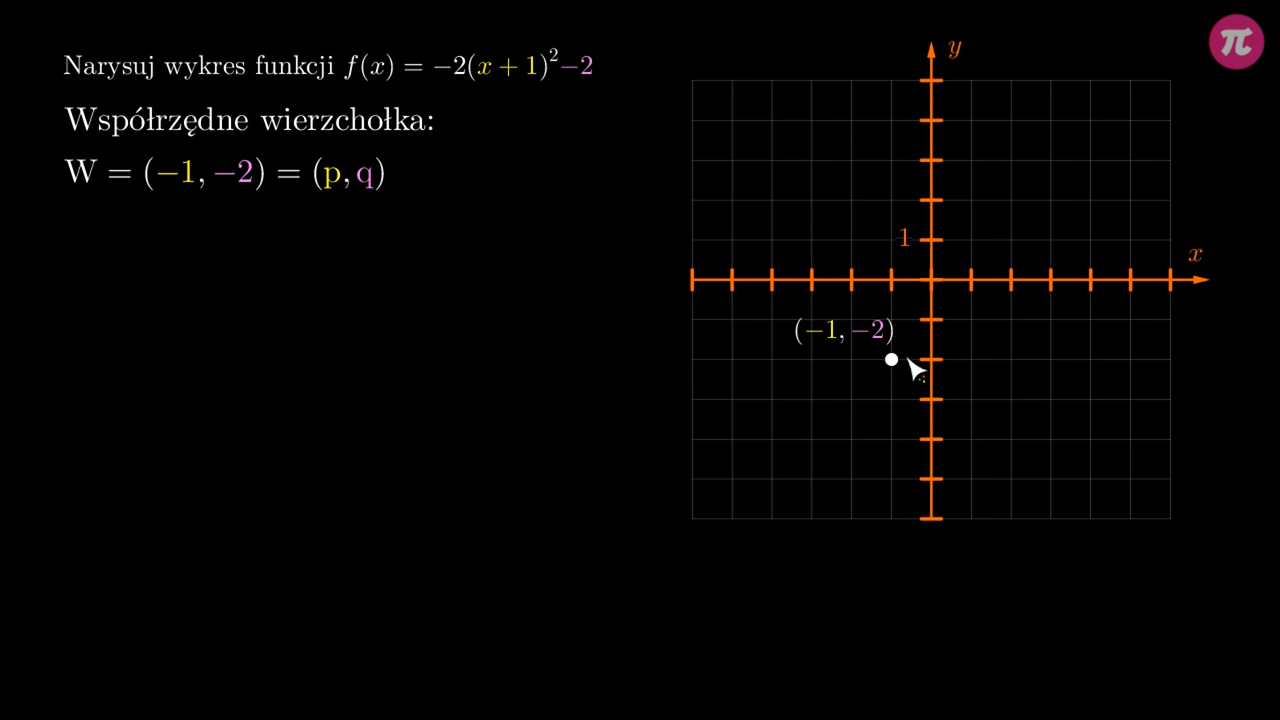 Narysuj wykres funkcji f(x) = −2(x + 1)²−2
Współrzędne wierzchołka:
W = (−1, −2) = (p, q)
y
1
x
(−1, −2)
π